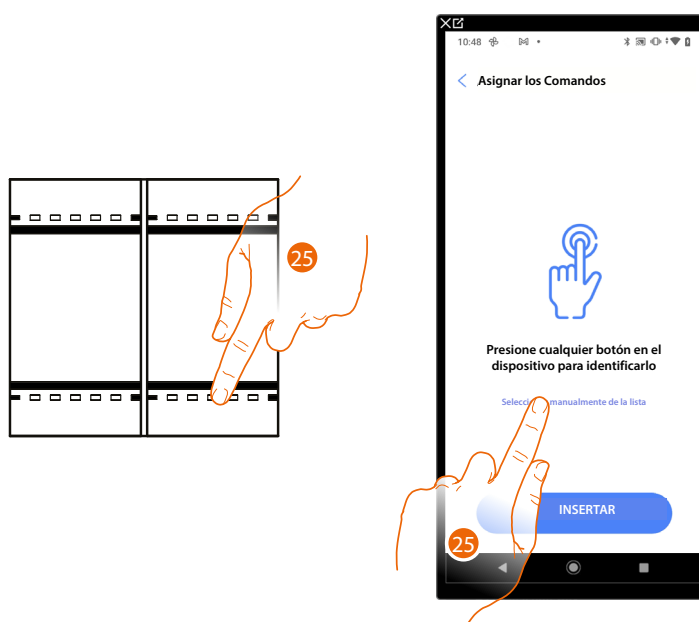 10:48
Asignar los Comandos
25
Presione cualquier botón en el
dispositivo para identificarlo
manualmente de la lista
INSERTAR
25